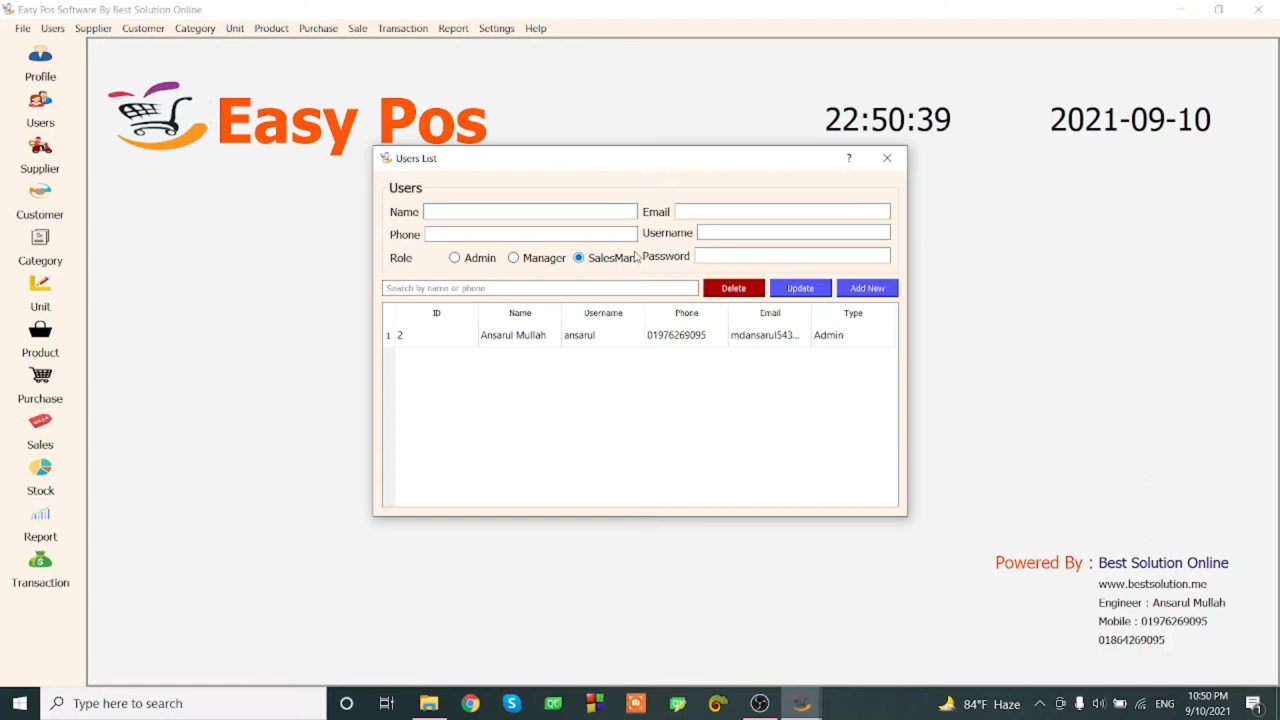 Easy Pos Software By Best Solution Online
File Users Supplier Customer Category Unit Product Purchase Sale Transaction Report Settings Help
Profile
Users
Supplier
Customer
Category
Unit
Product
Purchase
Sales
Stock
Report
Transaction
Easy Pos
22:50:39 2021-09-10
Users List ?
Users
Name Email
Phone Username
Role Admin Manager SalesMan Password
Search by name or phone Delete Update Add New
ID Name Username Phone Email Type
1 2 Ansarul Mullah ansarul 01976269095 mdansarul543... Admin
Powered By : Best Solution Online
www.bestsolution.me
Engineer : Ansarul Mullah
Mobile : 01976269095
01864269095
Type here to search
84°F Haze
ENG
10:50 PM
9/10/2021
1